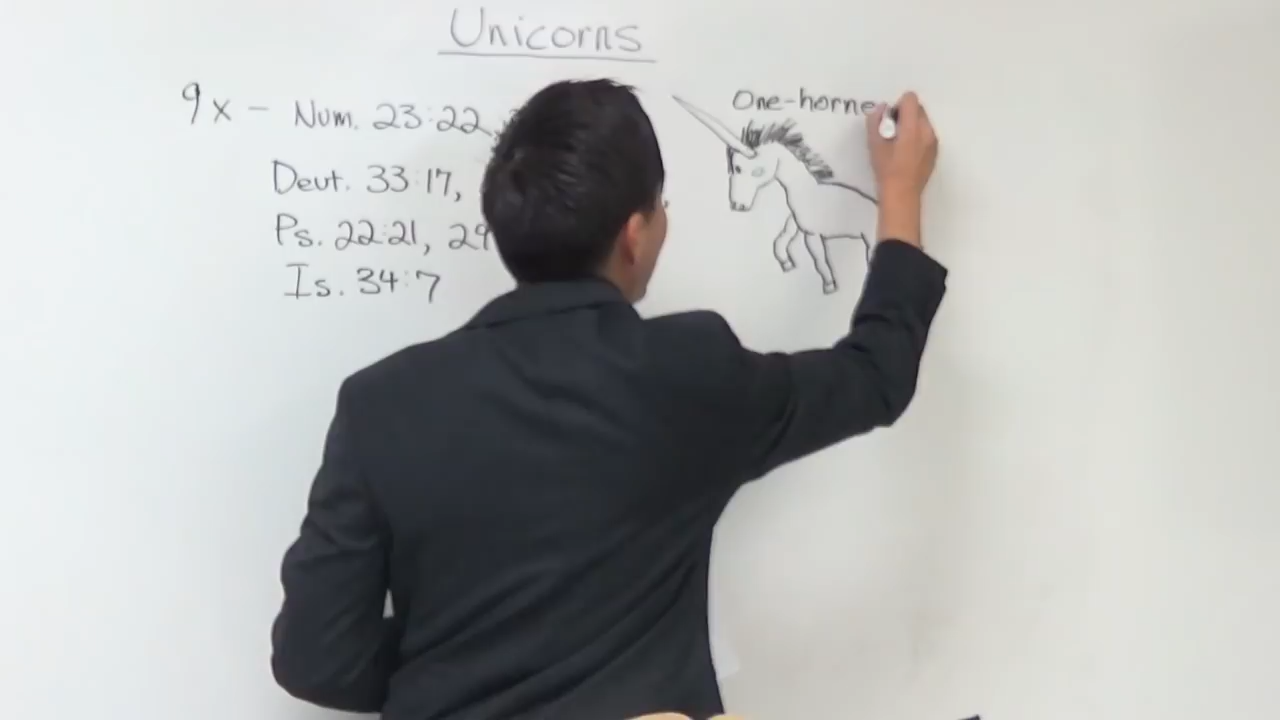 Unicorns
9x - Num. 23:22,
Deut. 33:17,
Ps. 22:21, 29
Is. 34:7
One-horne